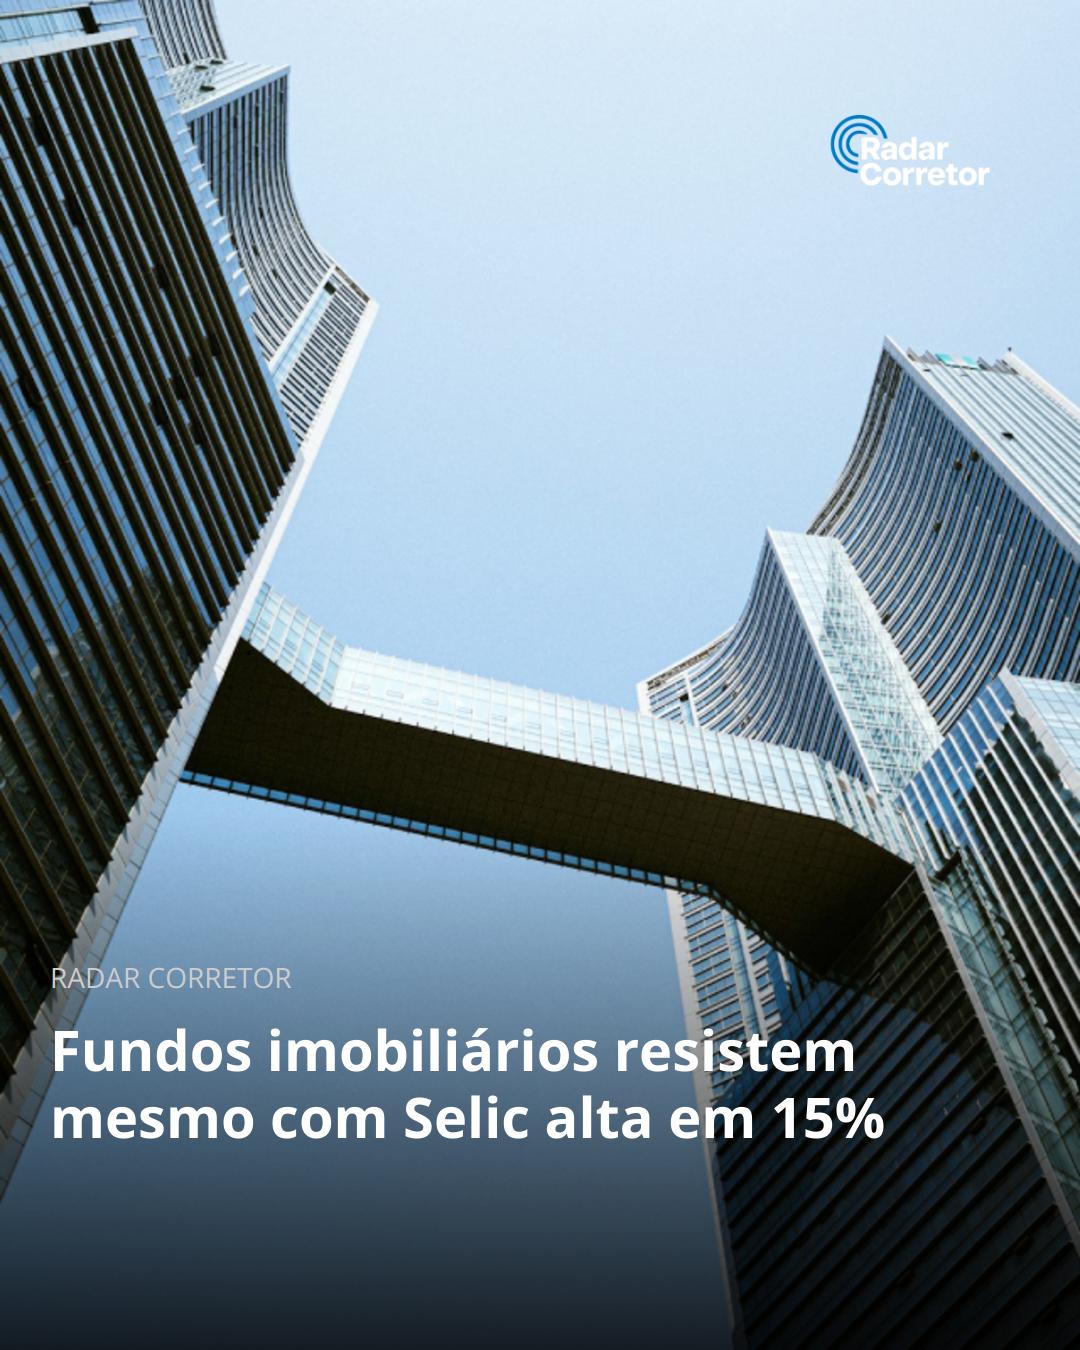 Radar
Corretor
RADAR CORRETOR
Fundos imobiliários resistem
mesmo com Selic alta em 15%